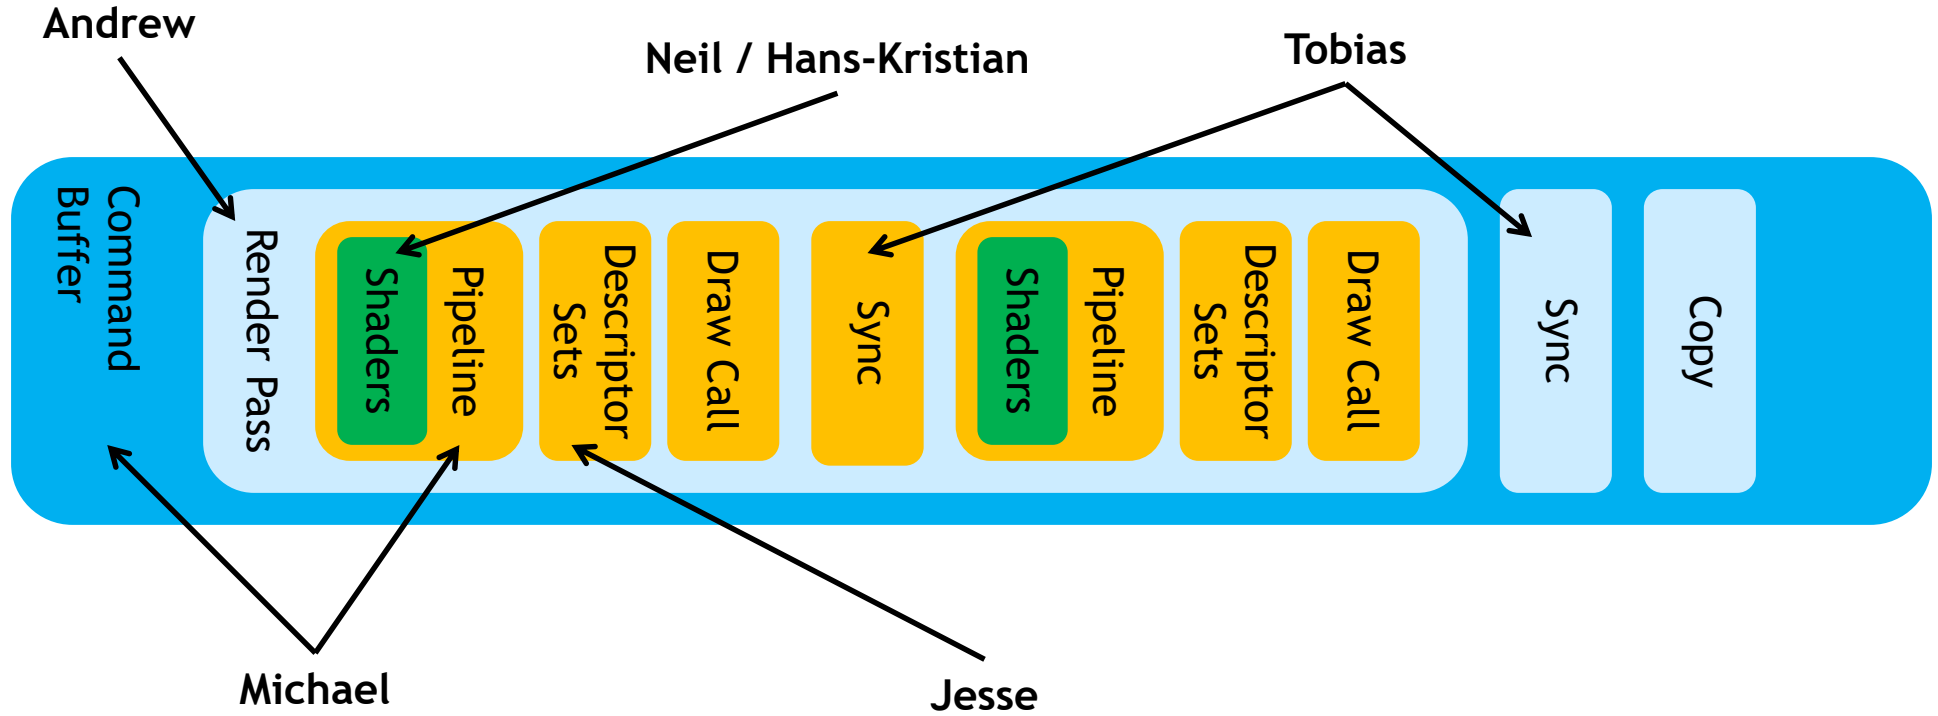 Andrew
Neil / Hans-Kristian
Tobias
Command
Buffer
Render Pass
Shaders
Pipeline
Descriptor
Sets
Draw Call
Sync
Shaders
Pipeline
Descriptor
Sets
Draw Call
Sync
Copy
Michael
Jesse